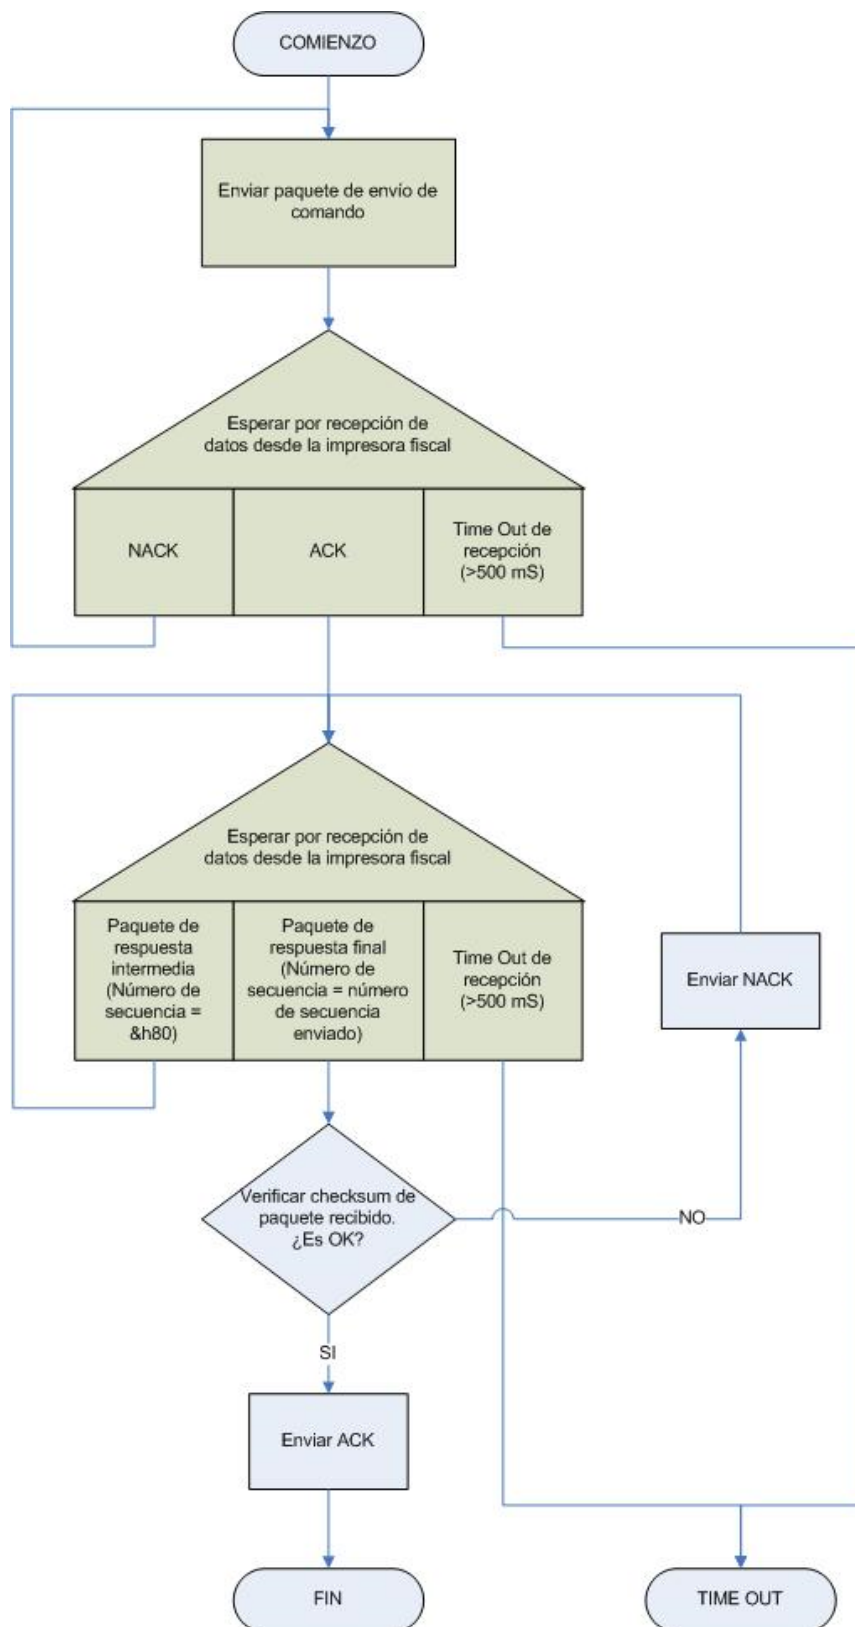 COMIENZO
Enviar paquete de envío de
comando
Esperar por recepción de
datos desde la impresora fiscal
NACK
ACK
Time Out de
recepción
(>500 mS)
Esperar por recepción de
datos desde la impresora fiscal
Paquete de
respuesta
intermedia
(Número de
secuencia =
&h80)
Paquete de
respuesta final
(Número de
secuencia = número
de secuencia
enviado)
Time Out de
recepción
(>500 mS)
Enviar NACK
Verificar checksum de
paquete recibido.
¿Es OK?
NO
SI
Enviar ACK
FIN
TIME OUT